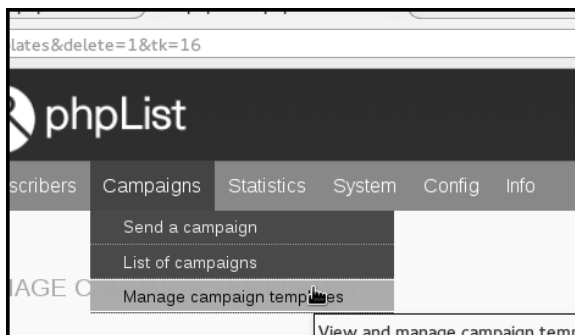 lates&delete=1&tk=16
phpList
scribers Campaigns Statistics System Config Info
Send a campaign
List of campaigns
IAGE C
Manage campaign templates
View and manage campaign temp